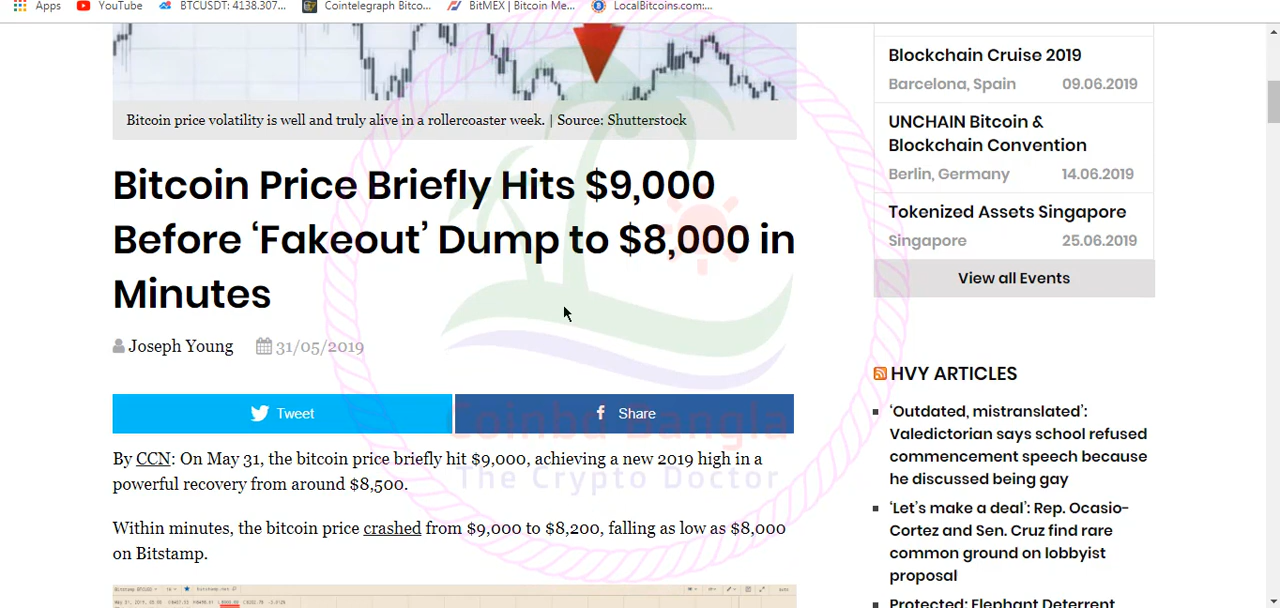 Apps YouTube BTCUSDT: 4138.307... Cointelegraph Bitco... BitMEX | Bitcoin Me... LocalBitcoins.com:...
Bitcoin price volatility is well and truly alive in a rollercoaster week. | Source: Shutterstock
Bitcoin Price Briefly Hits $9,000
Before ‘Fakeout’ Dump to $8,000 in
Minutes
Joseph Young 31/05/2019
Tweet Share
By CCN: On May 31, the bitcoin price briefly hit $9,000, achieving a new 2019 high in a
powerful recovery from around $8,500.
Within minutes, the bitcoin price crashed from $9,000 to $8,200, falling as low as $8,000
on Bitstamp.
Coinbd Bangla
The Crypto Doctor
Blockchain Cruise 2019
Barcelona, Spain 09.06.2019
UNCHAIN Bitcoin &
Blockchain Convention
Berlin, Germany 14.06.2019
Tokenized Assets Singapore
Singapore 25.06.2019
View all Events
HVY ARTICLES
‘Outdated, mistranslated’:
Valedictorian says school refused
commencement speech because
he discussed being gay
‘Let’s make a deal’: Rep. Ocasio-
Cortez and Sen. Cruz find rare
common ground on lobbyist
proposal
Protected: Elephant Deterrent